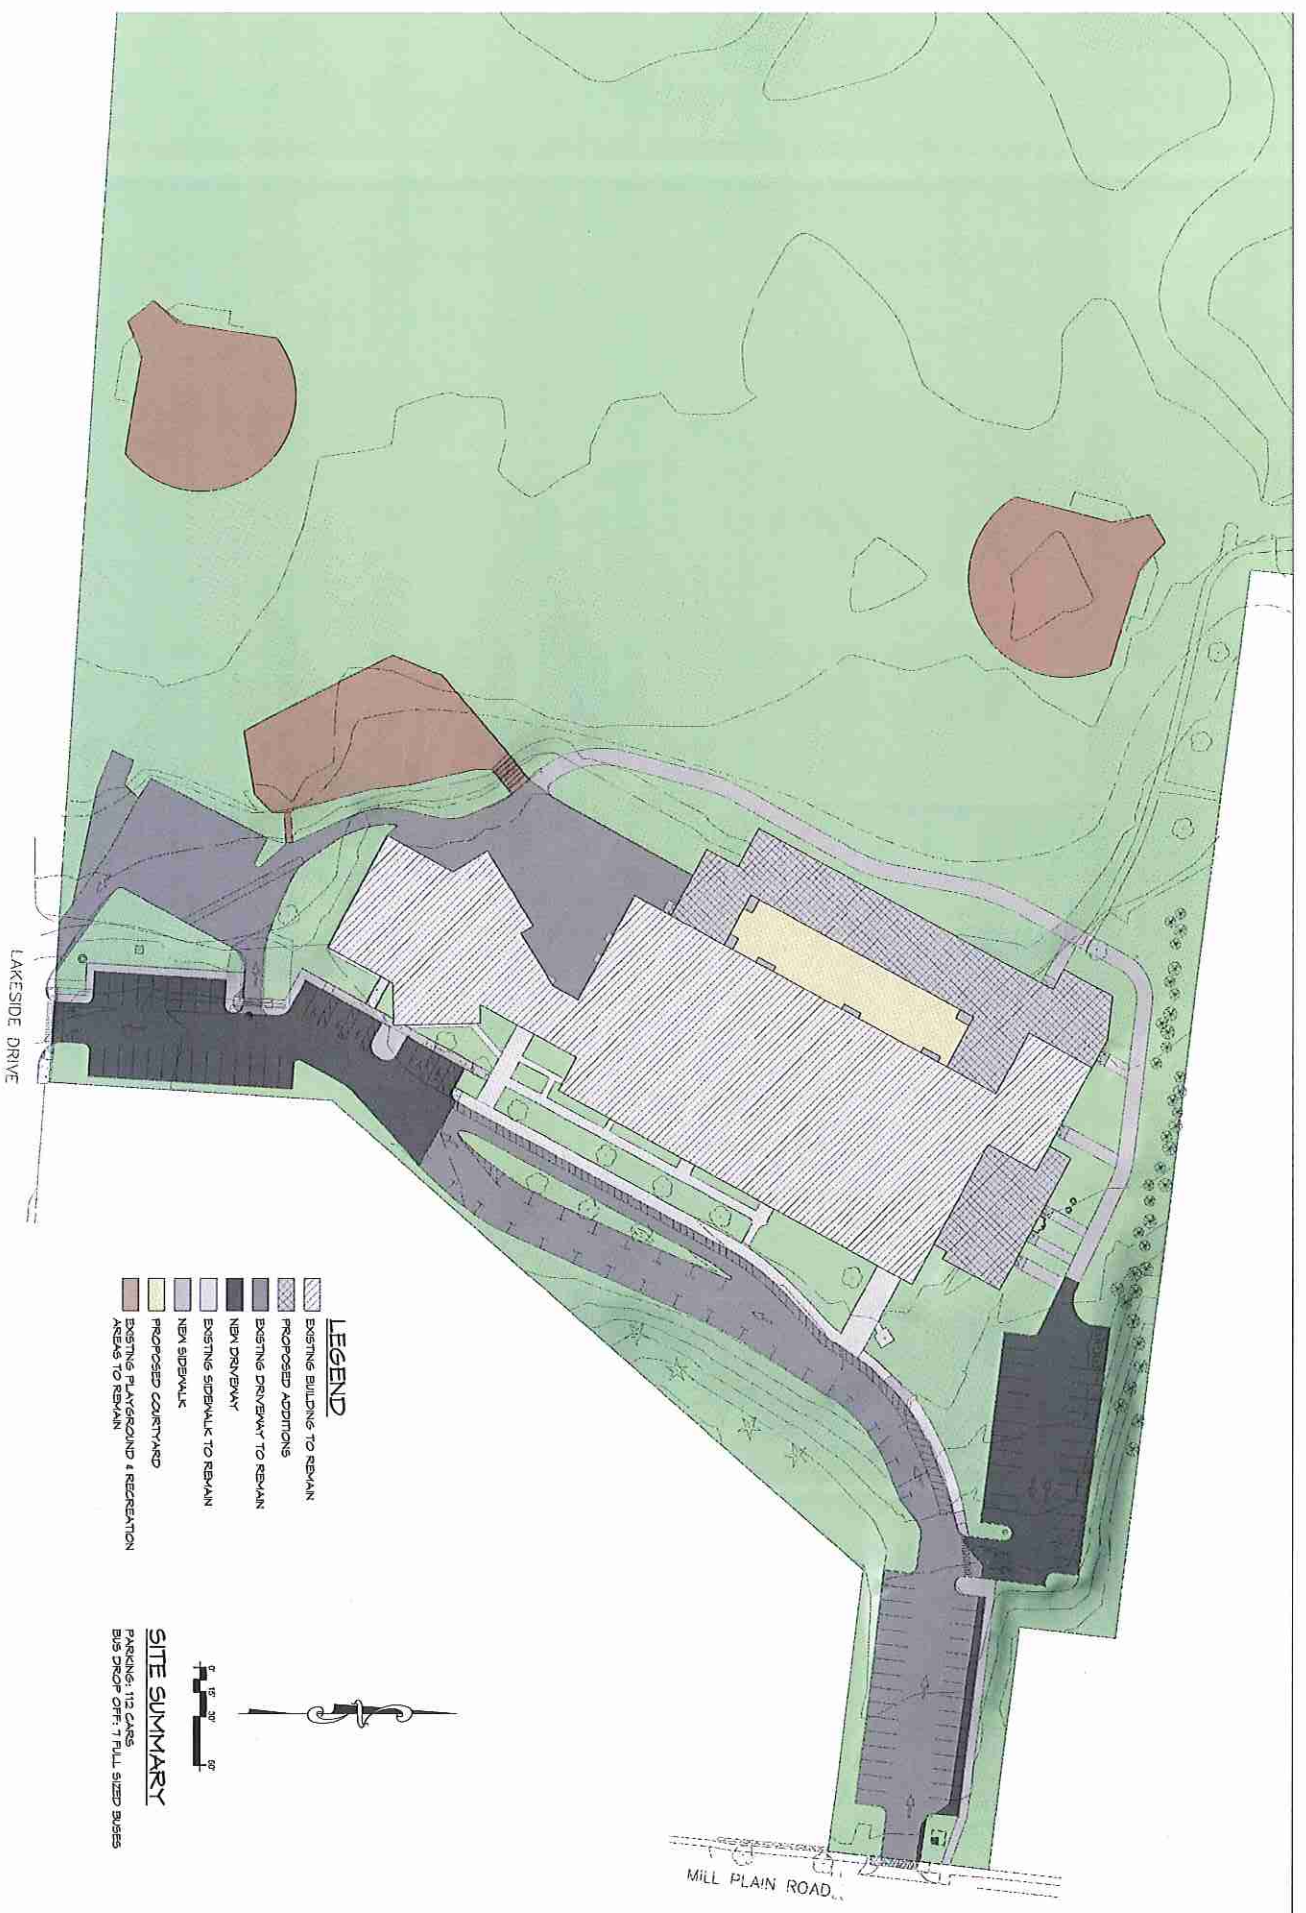 LAKESIDE DRIVE
MILL PLAIN ROAD
LEGEND
EXISTING BUILDING TO REMAIN
PROPOSED ADDITIONS
EXISTING DRIVEWAY TO REMAIN
NEW DRIVEWAY
EXISTING SIDEWALK TO REMAIN
NEW SIDEWALK
PROPOSED COURTYARD
EXISTING PLAYGROUND & RECREATION
AREAS TO REMAIN
0' 15' 30' 60'
SITE SUMMARY
PARKING: 112 CARS
BUS DROP OFF: 7 FULL SIZED BUSES